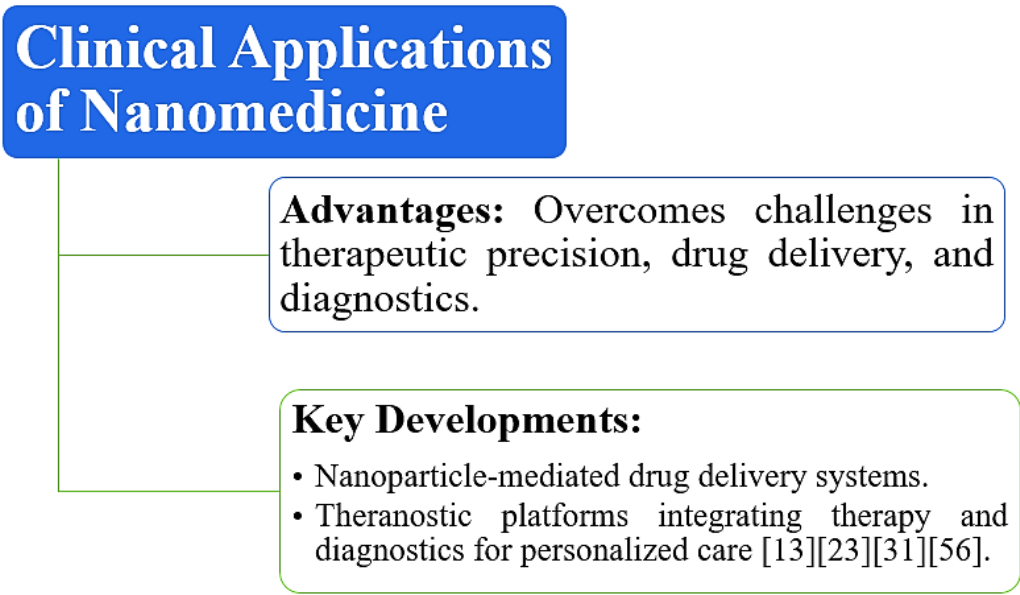 Clinical Applications
of Nanomedicine
Advantages: Overcomes challenges in
therapeutic precision, drug delivery, and
diagnostics.
Key Developments:
• Nanoparticle-mediated drug delivery systems.
• Theranostic platforms integrating therapy and
diagnostics for personalized care [13][23][31][56].